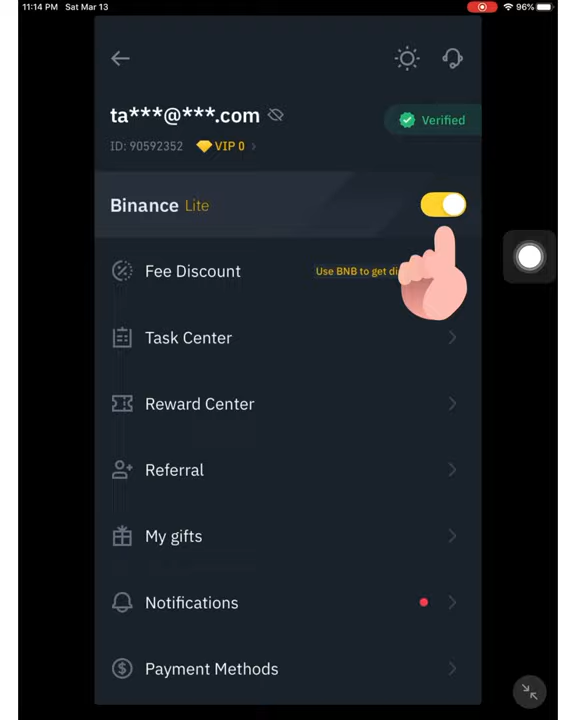 11:14 PM Sat Mar 13
96%
ta***@***.com
Verified
ID: 90592352 VIP 0
Binance Lite
Fee Discount
Use BNB to get di
Task Center
Reward Center
Referral
My gifts
Notifications
Payment Methods